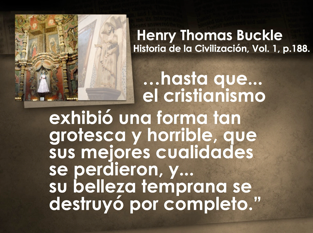 Henry Thomas Buckle
Historia de la Civilización, Vol. 1, p.188.
…hasta que...
el cristianismo
exhibió una forma tan
grotesca y horrible, que
sus mejores cualidades
se perdieron, y...
su belleza temprana se
destruyó por completo.”